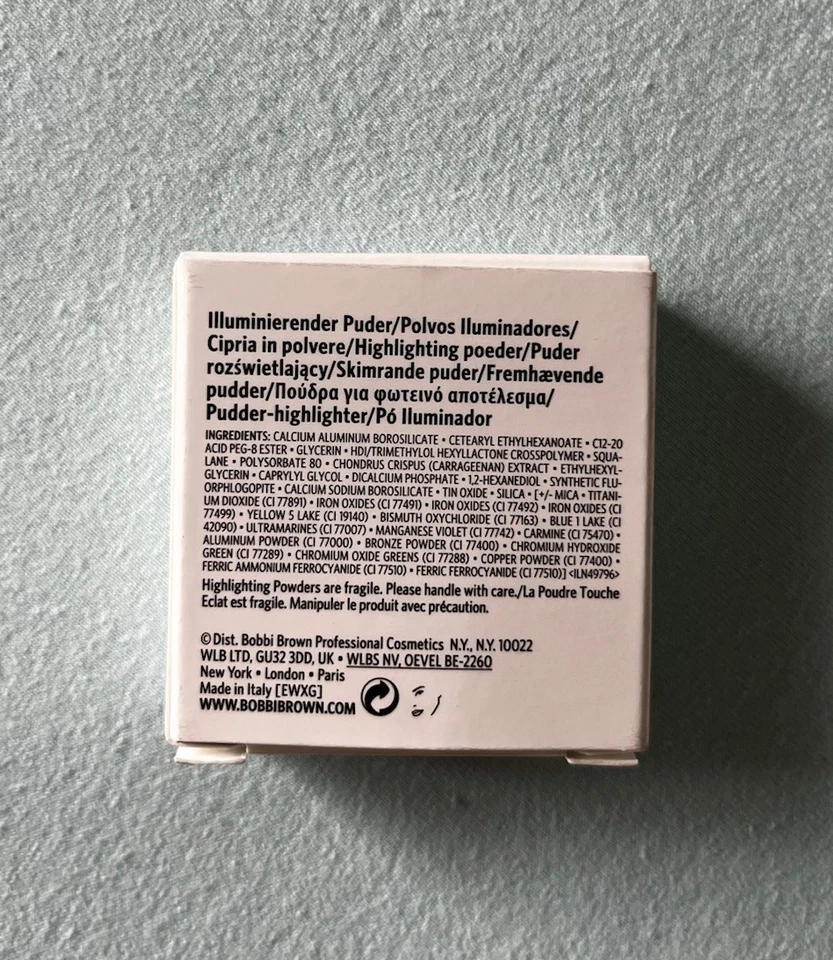 Illuminierender Puder/Polvos Iluminadores/
Cipria in polvere/Highlighting poeder/Puder
rozświetlający/Skimrande puder/Fremhævende
pudder/Πούδρα για φωτεινό αποτέλεσμα/
Pudder-highlighter/Pó Iluminador
INGREDIENTS: CALCIUM ALUMINUM BOROSILICATE • CETEARYL ETHYLHEXANOATE • C12-20
ACID PEG-8 ESTER • GLYCERIN • HDI/TRIMETHYLOL HEXYLLACTONE CROSSPOLYMER • SQUA-
LANE • POLYSORBATE 80 • CHONDRUS CRISPUS (CARRAGEENAN) EXTRACT • ETHYLHEXYL-
GLYCERIN • CAPRYLYL GLYCOL • DICALCIUM PHOSPHATE • 1,2-HEXANEDIOL • SYNTHETIC FLU-
ORPHLOGOPITE • CALCIUM SODIUM BOROSILICATE • TIN OXIDE • SILICA • [+/- MICA • TITANI-
UM DIOXIDE (CI 77891) • IRON OXIDES (CI 77491) • IRON OXIDES (CI 77492) • IRON OXIDES (CI
77499) • YELLOW 5 LAKE (CI 19140) • BISMUTH OXYCHLORIDE (CI 77163) • BLUE 1 LAKE (CI
42090) • ULTRAMARINES (CI 77007) • MANGANESE VIOLET (CI 77742) • CARMINE (CI 75470) •
ALUMINUM POWDER (CI 77000) • BRONZE POWDER (CI 77400) • CHROMIUM HYDROXIDE
GREEN (CI 77289) • CHROMIUM OXIDE GREENS (CI 77288) • COPPER POWDER (CI 77400) •
FERRIC AMMONIUM FERROCYANIDE (CI 77510) • FERRIC FERROCYANIDE (CI 77510)] <ILN49796>
Highlighting Powders are fragile. Please handle with care./La Poudre Touche
Eclat est fragile. Manipuler le produit avec précaution.
© Dist. Bobbi Brown Professional Cosmetics N.Y., N.Y. 10022
WLB LTD, GU32 3DD, UK • WLBS NV, OEVEL BE-2260
New York • London • Paris
Made in Italy [EWXG]
WWW.BOBBIBROWN.COM